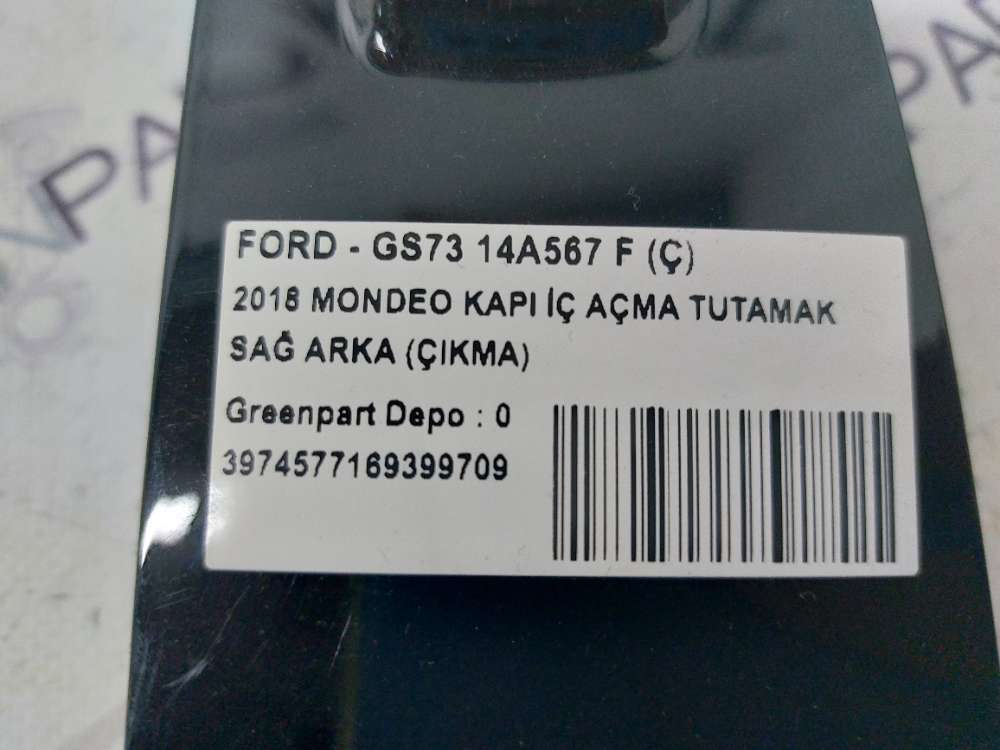 FORD - GS73 14A567 F (Ç)
2018 MONDEO KAPI İÇ AÇMA TUTAMAK
SAĞ ARKA (ÇIKMA)
Greenpart Depo : 0
3974577169399709